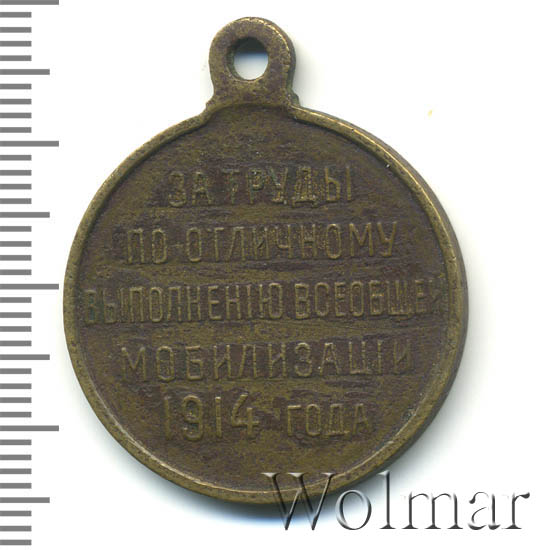 ЗА ТРУДЫ
ПО ОТЛИЧНОМУ
ВЫПОЛНЕНІЮ ВСЕОБЩЕЙ
МОБИЛИЗАЦІИ
1914 ГОДА
Wolmar